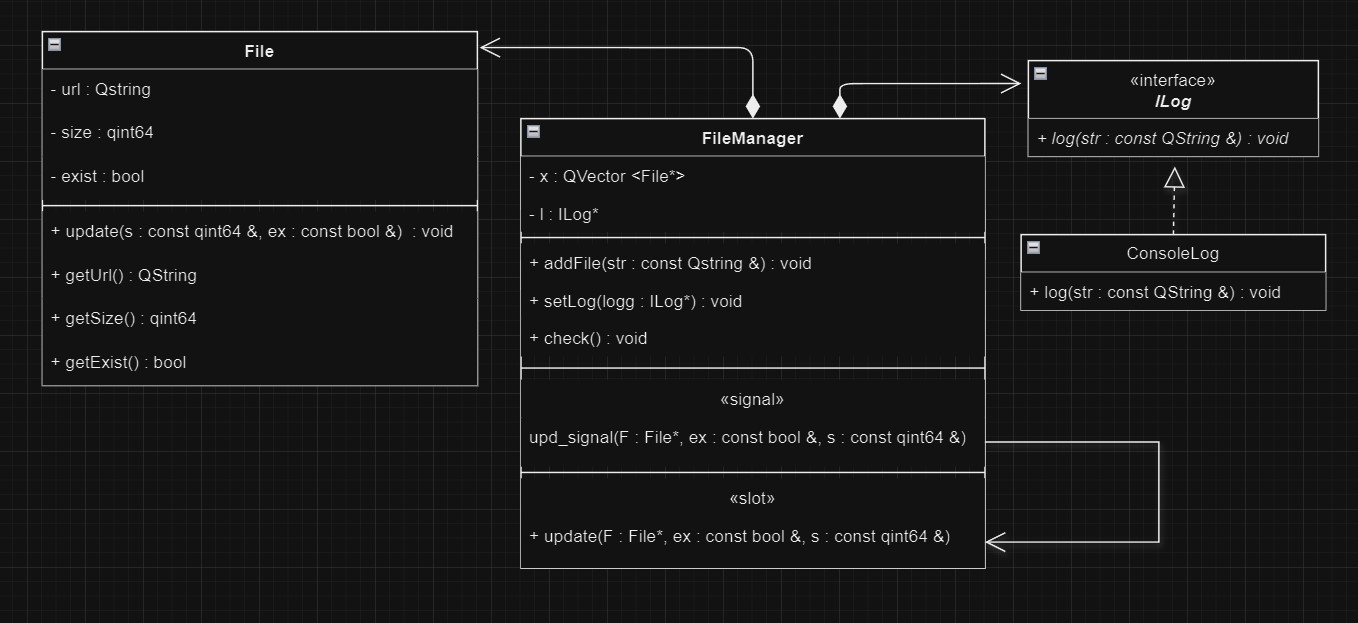 File
- url : Qstring
- size : qint64
- exist : bool
+ update(s : const qint64 &, ex : const bool &)  : void
+ getUrl() : QString
+ getSize() : qint64
+ getExist() : bool
FileManager
- x : QVector <File*>
- l : ILog*
+ addFile(str : const Qstring &) : void
+ setLog(logg : ILog*) : void
+ check() : void
«signal»
upd_signal(F : File*, ex : const bool &, s : const qint64 &)
«slot»
+ update(F : File*, ex : const bool &, s : const qint64 &)
«interface»
ILog
+ log(str : const QString &) : void
ConsoleLog
+ log(str : const QString &) : void